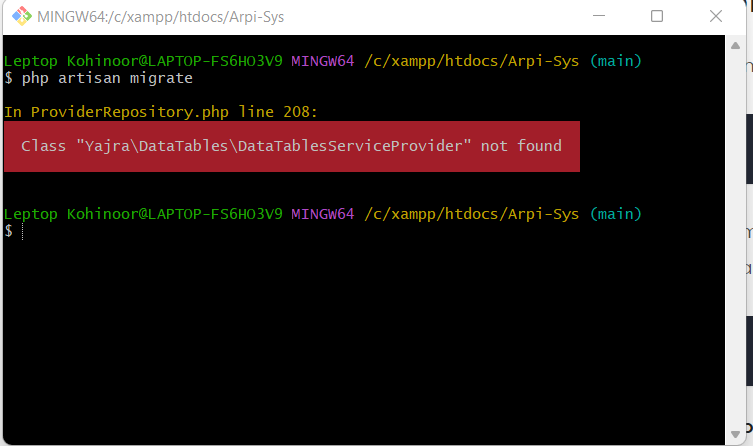 MINGW64:/c/xampp/htdocs/Arpi-Sys
Leptop Kohinoor@LAPTOP-FS6HO3V9 MINGW64 /c/xampp/htdocs/Arpi-Sys (main)
$ php artisan migrate
In ProviderRepository.php line 208:
Class "Yajra\DataTables\DataTablesServiceProvider" not found
Leptop Kohinoor@LAPTOP-FS6HO3V9 MINGW64 /c/xampp/htdocs/Arpi-Sys (main)
$